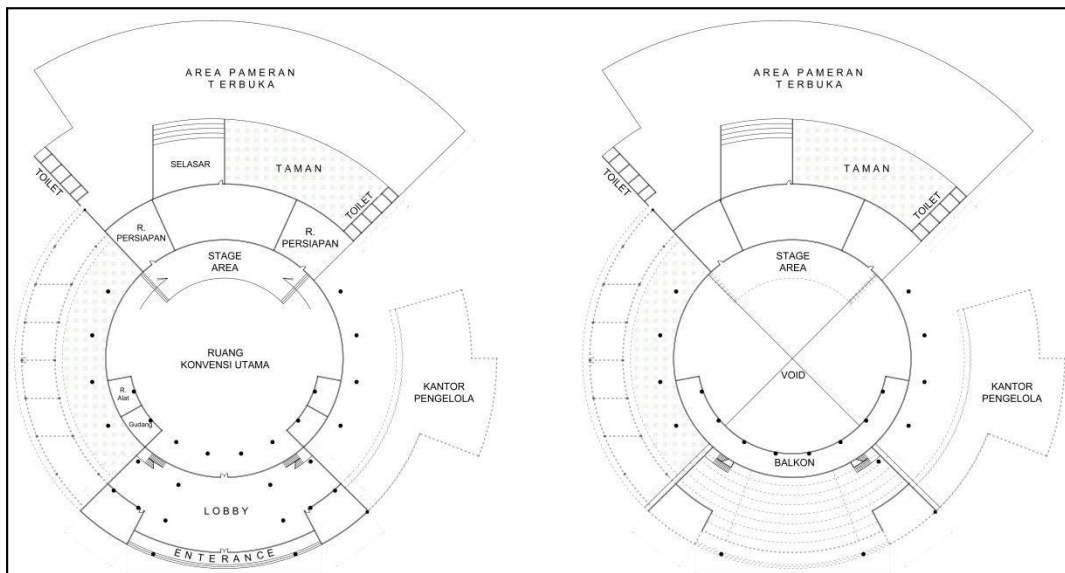 AREA PAMERAN
TERBUKA
SELASAR
TAMAN
TOILET
TOILET
R.
PERSIAPAN
R.
PERSIAPAN
STAGE
AREA
RUANG
KONVENSI UTAMA
R.
Alat
Gudang
KANTOR
PENGELOLA
LOBBY
ENTERANCE
AREA PAMERAN
TERBUKA
TAMAN
TOILET
TOILET
STAGE
AREA
VOID
KANTOR
PENGELOLA
BALKON